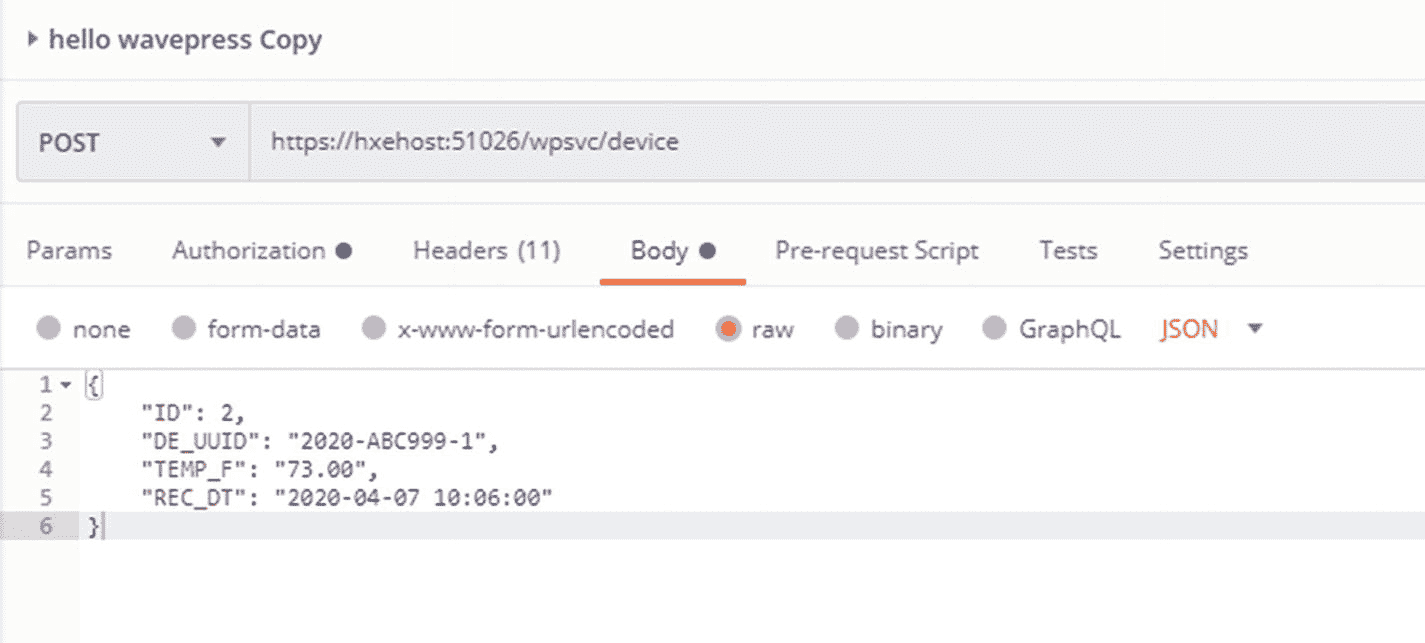 hello wavepress Copy
POST https://hxehost:51026/wpsvc/device
Params Authorization Headers (11) Body Pre-request Script Tests Settings
none form-data x-www-form-urlencoded raw binary GraphQL JSON
1 {
2 "ID": 2,
3 "DE_UUID": "2020-ABC999-1",
4 "TEMP_F": "73.00",
5 "REC_DT": "2020-04-07 10:06:00"
6 }